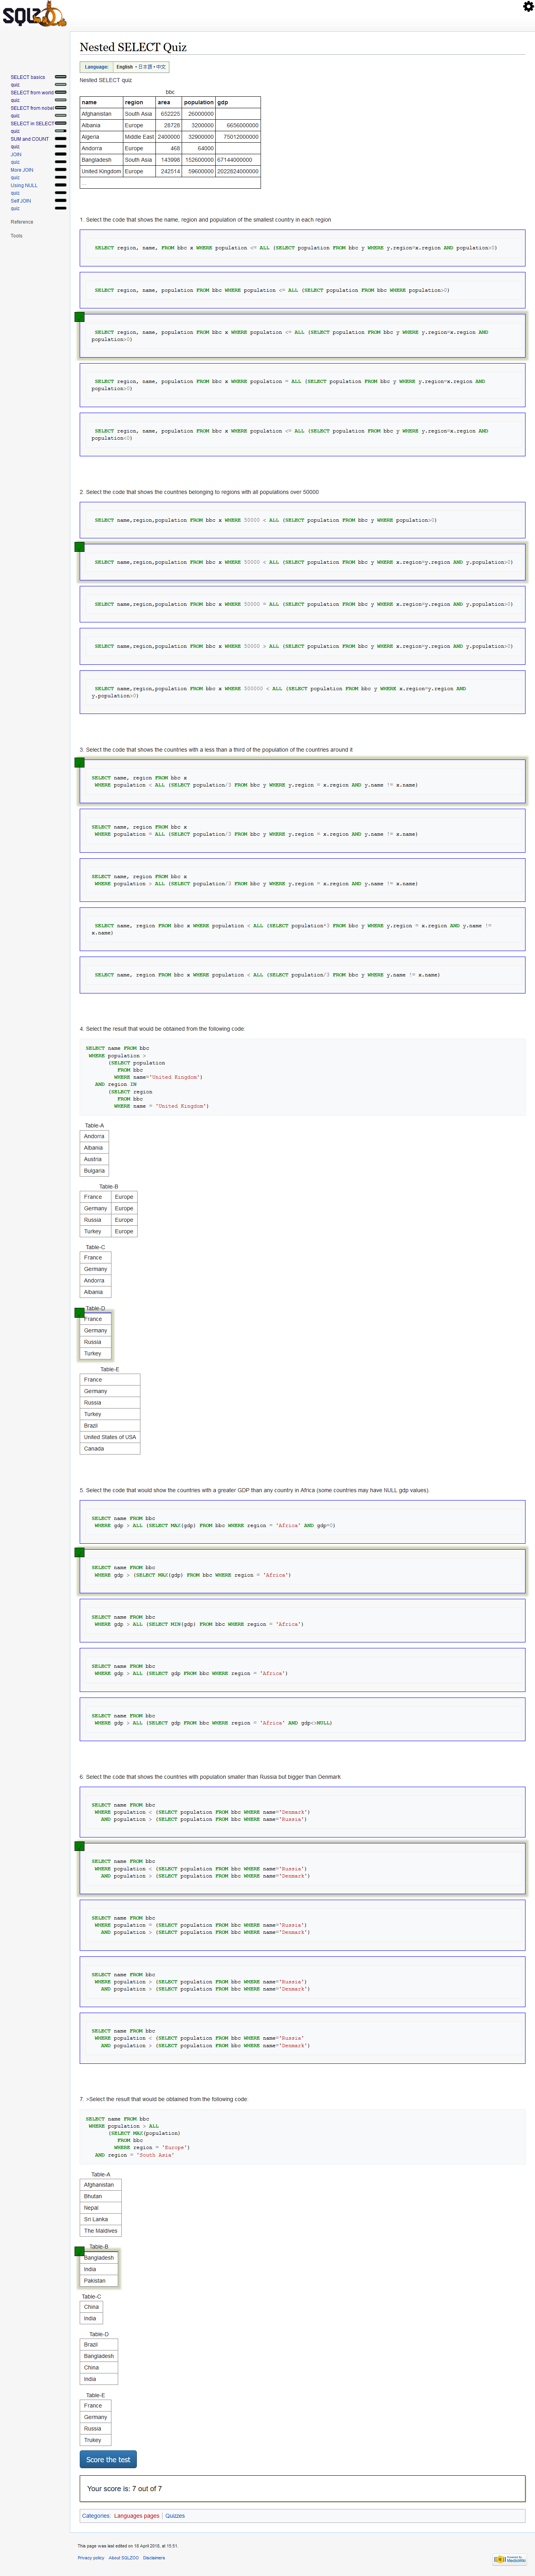 SQLZOO
Nested SELECT Quiz
Language: English • 日本語 • 中文
SELECT basics
quiz
SELECT from world
quiz
SELECT from nobel
quiz
SELECT in SELECT
quiz
SUM and COUNT
quiz
JOIN
quiz
More JOIN
quiz
Using NULL
quiz
Self JOIN
quiz
Reference
Tools
Nested SELECT quiz
bbc
name region area population gdp
Afghanistan South Asia 652225 26000000
Albania Europe 28728 3200000 6656000000
Algeria Middle East 2400000 32900000 75012000000
Andorra Europe 468 64000
Bangladesh South Asia 143998 152600000 67144000000
United Kingdom Europe 242514 59600000 2022824000000
...
1. Select the code that shows the name, region and population of the smallest country in each region
SELECT region, name, FROM bbc x WHERE population <= ALL (SELECT population FROM bbc y WHERE y.region=x.region AND population>0)
SELECT region, name, population FROM bbc WHERE population <= ALL (SELECT population FROM bbc WHERE population>0)
SELECT region, name, population FROM bbc x WHERE population <= ALL (SELECT population FROM bbc y WHERE y.region=x.region AND
population>0)
SELECT region, name, population FROM bbc x WHERE population = ALL (SELECT population FROM bbc y WHERE y.region=x.region AND
population>0)
SELECT region, name, population FROM bbc x WHERE population <= ALL (SELECT population FROM bbc y WHERE y.region=x.region AND
population<0)
2. Select the code that shows the countries belonging to regions with all populations over 50000
SELECT name,region,population FROM bbc x WHERE 50000 < ALL (SELECT population FROM bbc y WHERE population>0)
SELECT name,region,population FROM bbc x WHERE 50000 < ALL (SELECT population FROM bbc y WHERE x.region=y.region AND y.population>0)
SELECT name,region,population FROM bbc x WHERE 50000 = ALL (SELECT population FROM bbc y WHERE x.region=y.region AND y.population>0)
SELECT name,region,population FROM bbc x WHERE 50000 > ALL (SELECT population FROM bbc y WHERE x.region=y.region AND y.population>0)
SELECT name,region,population FROM bbc x WHERE 500000 < ALL (SELECT population FROM bbc y WHERE x.region=y.region AND
y.population>0)
3. Select the code that shows the countries with a less than a third of the population of the countries around it
SELECT name, region FROM bbc x
WHERE population < ALL (SELECT population/3 FROM bbc y WHERE y.region = x.region AND y.name != x.name)
SELECT name, region FROM bbc x
WHERE population = ALL (SELECT population/3 FROM bbc y WHERE y.region = x.region AND y.name != x.name)
SELECT name, region FROM bbc x
WHERE population > ALL (SELECT population/3 FROM bbc y WHERE y.region = x.region AND y.name != x.name)
SELECT name, region FROM bbc x WHERE population < ALL (SELECT population*3 FROM bbc y WHERE y.region = x.region AND y.name !=
x.name)
SELECT name, region FROM bbc x WHERE population < ALL (SELECT population/3 FROM bbc y WHERE y.name != x.name)
4. Select the result that would be obtained from the following code:
SELECT name FROM bbc
WHERE population >
(SELECT population
FROM bbc
WHERE name='United Kingdom')
AND region IN
(SELECT region
FROM bbc
WHERE name = 'United Kingdom')
Table-A
Andorra
Albania
Austria
Bulgaria
Table-B
France Europe
Germany Europe
Russia Europe
Turkey Europe
Table-C
France
Germany
Andorra
Albania
Table-D
France
Germany
Russia
Turkey
Table-E
France
Germany
Russia
Turkey
Brazil
United States of USA
Canada
5. Select the code that would show the countries with a greater GDP than any country in Africa (some countries may have NULL gdp values)
SELECT name FROM bbc
WHERE gdp > ALL (SELECT MAX(gdp) FROM bbc WHERE region = 'Africa' AND gdp=0)
SELECT name FROM bbc
WHERE gdp > (SELECT MAX(gdp) FROM bbc WHERE region = 'Africa')
SELECT name FROM bbc
WHERE gdp > ALL (SELECT MIN(gdp) FROM bbc WHERE region = 'Africa')
SELECT name FROM bbc
WHERE gdp > ALL (SELECT gdp FROM bbc WHERE region = 'Africa')
SELECT name FROM bbc
WHERE gdp > ALL (SELECT gdp FROM bbc WHERE region = 'Africa' AND gdp<>NULL)
6. Select the code that shows the countries with population smaller than Russia but bigger than Denmark
SELECT name FROM bbc
WHERE population < (SELECT population FROM bbc WHERE name='Denmark')
AND population > (SELECT population FROM bbc WHERE name='Russia')
SELECT name FROM bbc
WHERE population < (SELECT population FROM bbc WHERE name='Russia')
AND population > (SELECT population FROM bbc WHERE name='Denmark')
SELECT name FROM bbc
WHERE population = (SELECT population FROM bbc WHERE name='Russia')
AND population > (SELECT population FROM bbc WHERE name='Denmark')
SELECT name FROM bbc
WHERE population > (SELECT population FROM bbc WHERE name='Russia')
AND population > (SELECT population FROM bbc WHERE name='Denmark')
SELECT name FROM bbc
WHERE population < (SELECT population FROM bbc WHERE name='Russia'
AND population > (SELECT population FROM bbc WHERE name='Denmark')
7. >Select the result that would be obtained from the following code:
SELECT name FROM bbc
WHERE population > ALL
(SELECT MAX(population)
FROM bbc
WHERE region = 'Europe')
AND region = 'South Asia'
Table-A
Afghanistan
Bhutan
Nepal
Sri Lanka
The Maldives
Table-B
Bangladesh
India
Pakistan
Table-C
China
India
Table-D
Brazil
Bangladesh
China
India
Table-E
France
Germany
Russia
Trukey
Score the test
Your score is: 7 out of 7
Categories: Languages pages | Quizzes
This page was last edited on 18 April 2018, at 15:51.
Privacy policy About SQLZOO Disclaimers
Powered by
MediaWiki